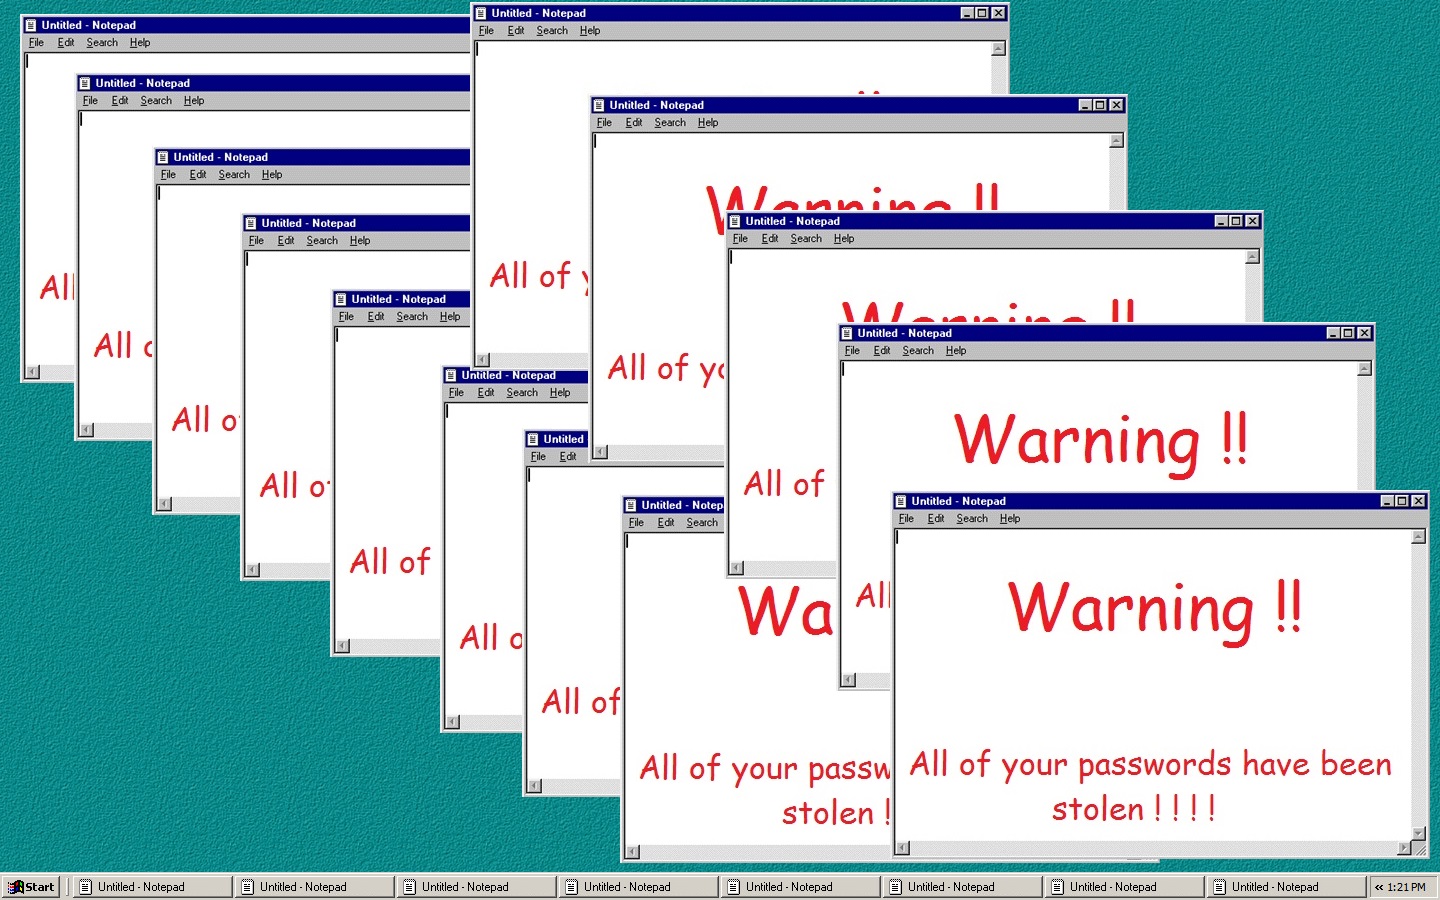 Untitled - Notepad
File Edit Search Help
All
Untitled - Notepad
File Edit Search Help
All
Untitled - Notepad
File Edit Search Help
All
Untitled - Notepad
File Edit Search Help
All
Untitled - Notepad
File Edit Search Help
All of
Untitled - Notepad
File Edit Search Help
All
Untitled
File Edit
All of
Untitled - Notep
File Edit Search
Wa
All of your passw
stolen !
Untitled - Notepad
File Edit Search Help
All of
Untitled - Notepad
File Edit Search Help
Warning !!
All of
Untitled - Notepad
File Edit Search Help
Warning !!
All of
Untitled - Notepad
File Edit Search Help
Warning !!
All
Untitled - Notepad
File Edit Search Help
Warning !!
All of your passwords have been
stolen ! ! ! !
Start Untitled - Notepad Untitled - Notepad Untitled - Notepad Untitled - Notepad Untitled - Notepad Untitled - Notepad Untitled - Notepad Untitled - Notepad « 1:21 PM